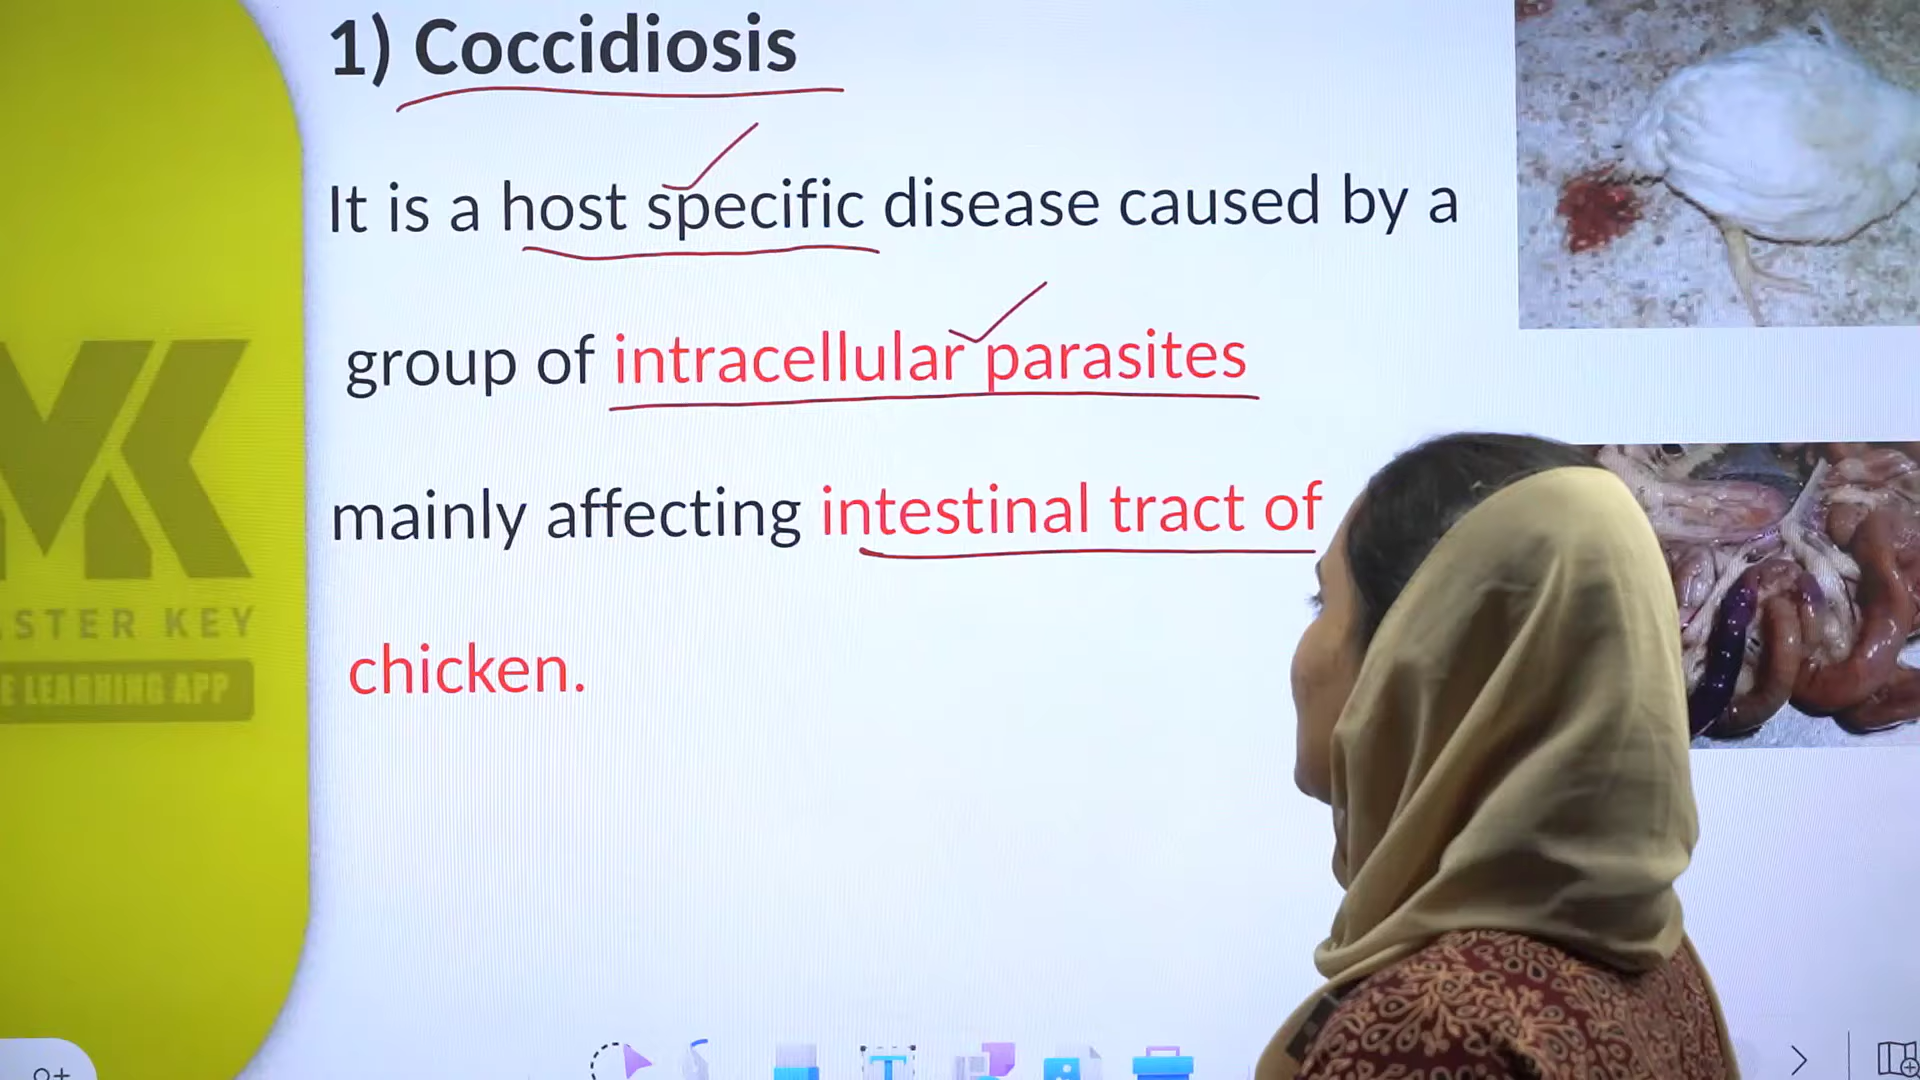 1) Coccidiosis
It is a host specific disease caused by a
group of intracellular parasites
mainly affecting intestinal tract of
chicken.
MK
STER KEY
E LEARNING APP